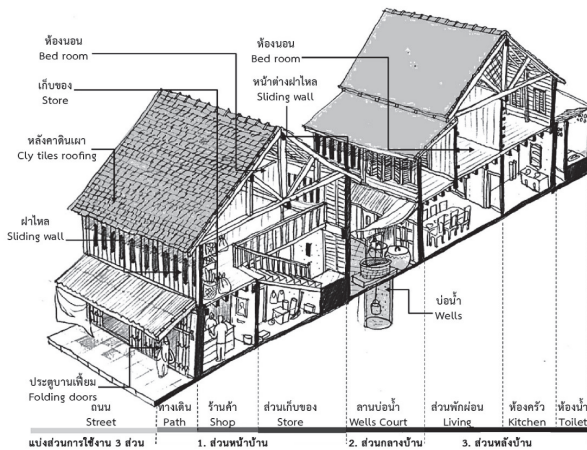 ห้องนอน
Bed room
เก็บของ
Store
หลังคาดินเผา
Cly tiles roofing
ฝาไหล
Sliding wall
ประตูบานเฟี้ยม
Folding doors
ห้องนอน
Bed room
หน้าต่างฝาไหล
Sliding wall
บ่อน้ำ
Wells
ถนน
Street
ทางเดิน
Path
ร้านค้า
Shop
ส่วนเก็บของ
Store
ลานบ่อน้ำ
Wells Court
ส่วนพักผ่อน
Living
ห้องครัว
Kitchen
ห้องน้ำ
Toilet
แบ่งส่วนการใช้งาน 3 ส่วน
1. ส่วนหน้าบ้าน
2. ส่วนกลางบ้าน
3. ส่วนหลังบ้าน